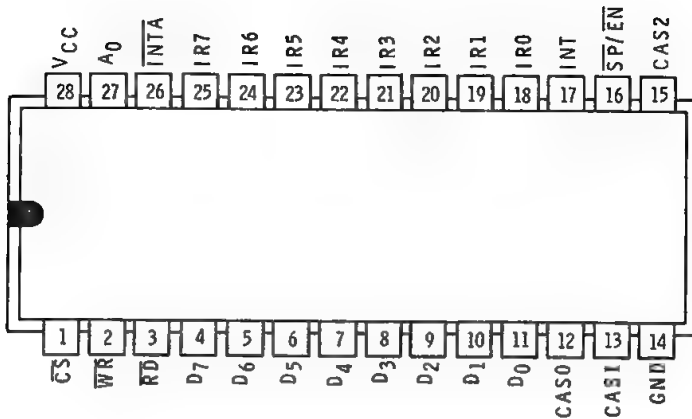 VCC A0 INTA IR7 IR6 IR5 IR4 IR3 IR2 IR1 IR0 INT SP/EN CAS2
28 27 26 25 24 23 22 21 20 19 18 17 16 15
1 2 3 4 5 6 7 8 9 10 11 12 13 14
CS WR RD D7 D6 D5 D4 D3 D2 D1 D0 CAS0 CAS1 GND